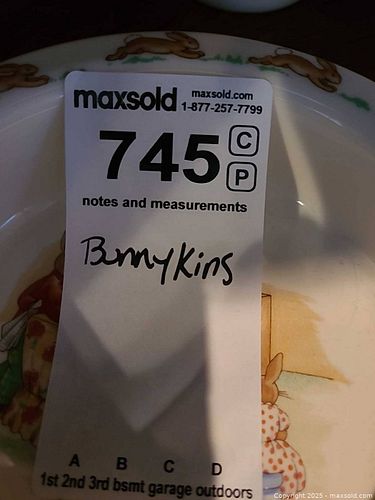 maxsold maxsold.com
1-877-257-7799
745 C
P
notes and measurements
Bunnykins
A B C D
1st 2nd 3rd bsmt garage outdoors
Copyright 2025 - maxsold.com